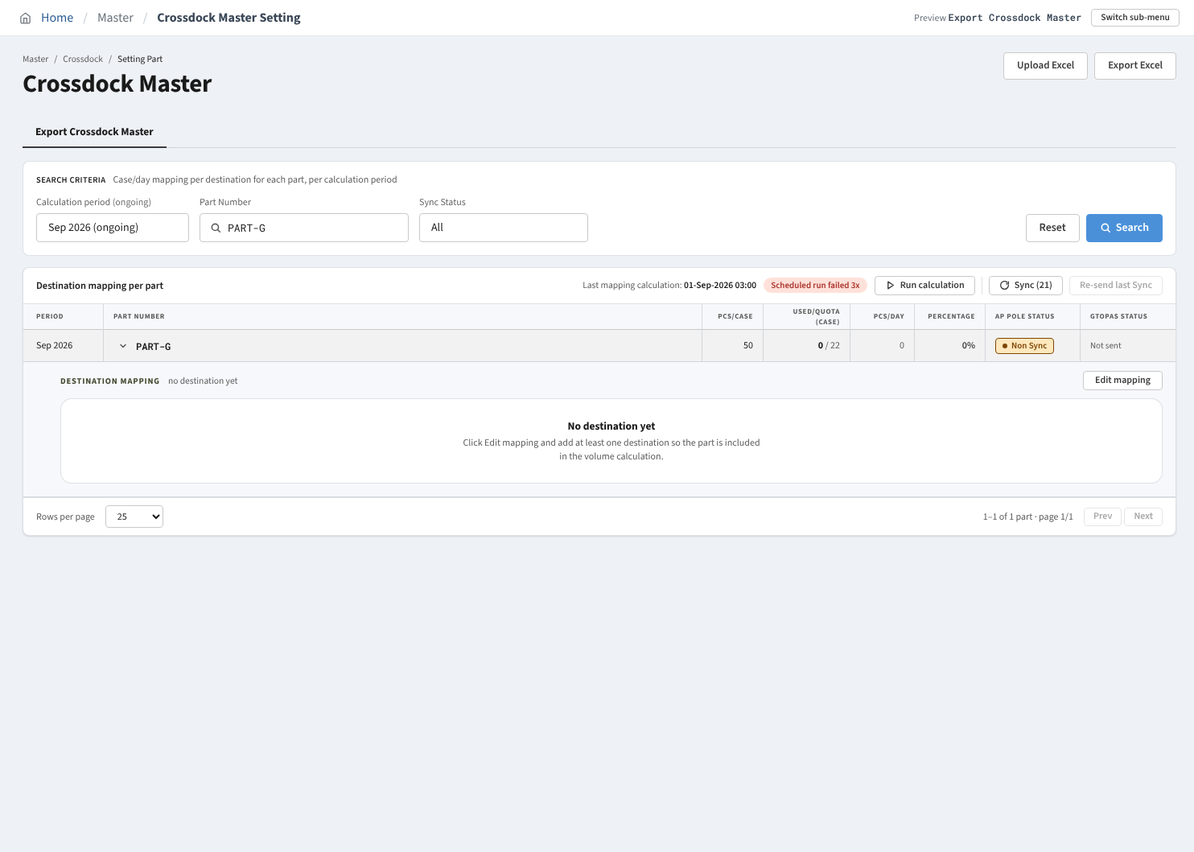 Home / Master / Crossdock Master Setting
Preview Export Crossdock Master Switch sub-menu
Master / Crossdock / Setting Part
Crossdock Master
Upload Excel Export Excel
Export Crossdock Master
SEARCH CRITERIA Case/day mapping per destination for each part, per calculation period
Calculation period (ongoing) Part Number Sync Status
Sep 2026 (ongoing) PART-G All Reset Search
Destination mapping per part Last mapping calculation: 01-Sep-2026 03:00 Scheduled run failed 3x Run calculation Sync (21) Re-send last Sync
PERIOD PART NUMBER PCS/CASE USED/QUOTA (CASE) PCS/DAY PERCENTAGE AP POLE STATUS GTOPAS STATUS
Sep 2026 PART-G 50 0 / 22 0 0% Non Sync Not sent
DESTINATION MAPPING no destination yet Edit mapping
No destination yet
Click Edit mapping and add at least one destination so the part is included
in the volume calculation.
Rows per page 25 1–1 of 1 part · page 1/1 Prev Next